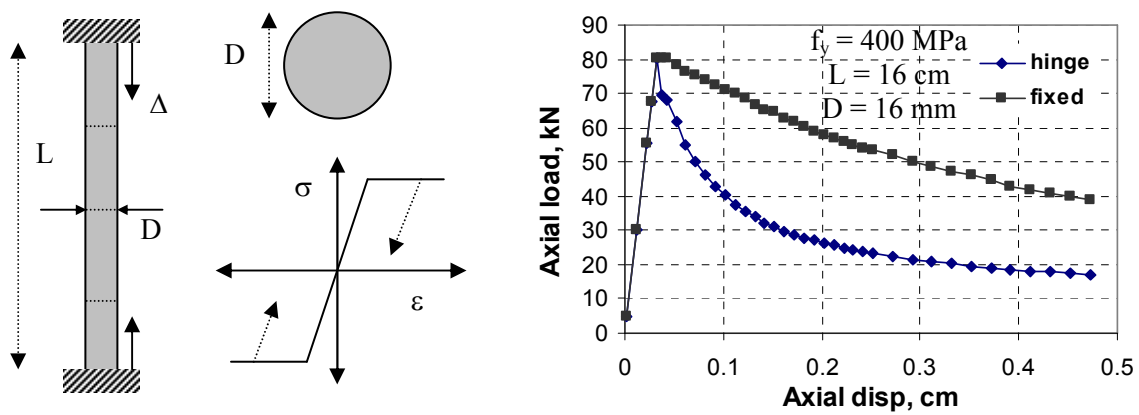 D
Δ
L
D
σ
ε
90
80
70
60
50
40
30
20
10
0
Axial load, kN
fy = 400 MPa
L = 16 cm
D = 16 mm
hinge
fixed
0 0.1 0.2 0.3 0.4 0.5
Axial disp, cm